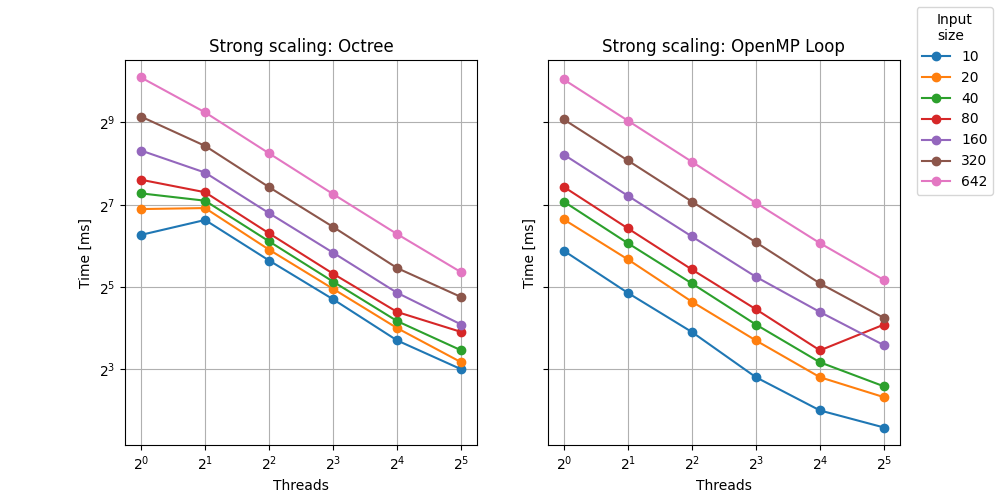 Strong scaling: Octree
Strong scaling: OpenMP Loop
Input
size
10
20
40
80
160
320
642
Time [ms]
2⁹
2⁷
2⁵
2³
2⁰ 2¹ 2² 2³ 2⁴ 2⁵
Threads
Time [ms]
2⁰ 2¹ 2² 2³ 2⁴ 2⁵
Threads